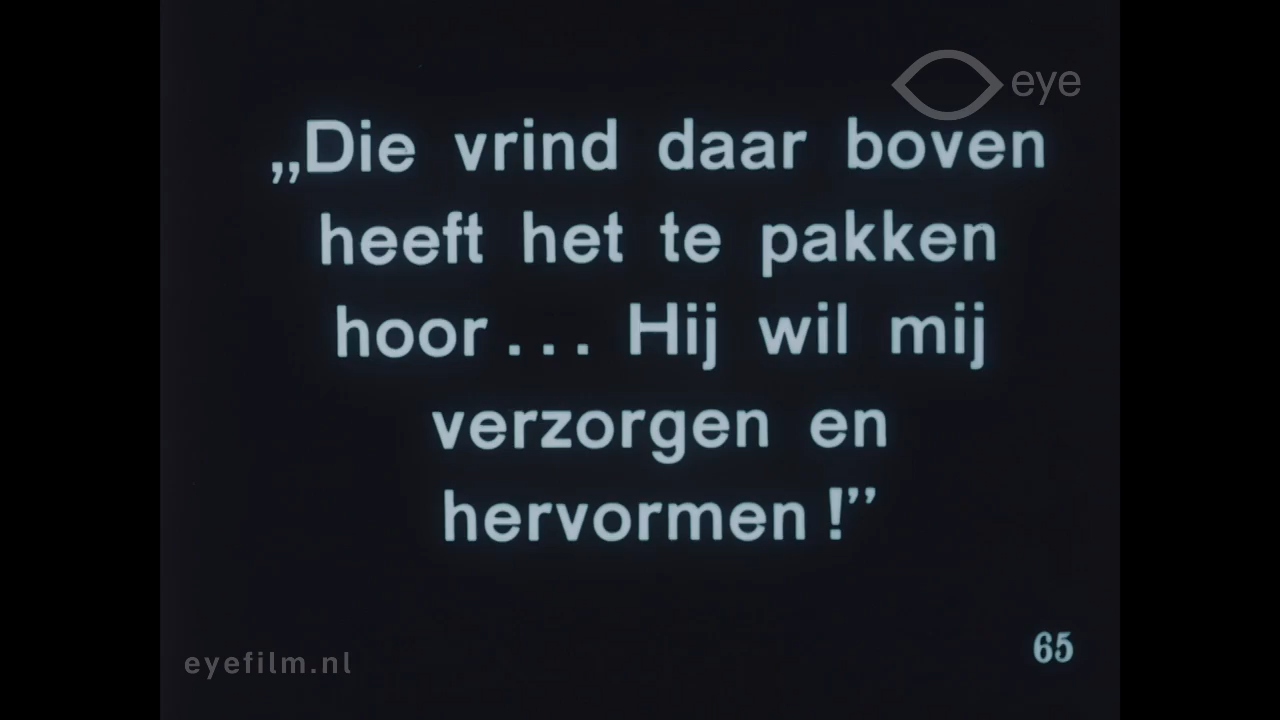 eye
„Die vrind daar boven
heeft het te pakken
hoor... Hij wil mij
verzorgen en
hervormen!”
65
eyefilm.nl